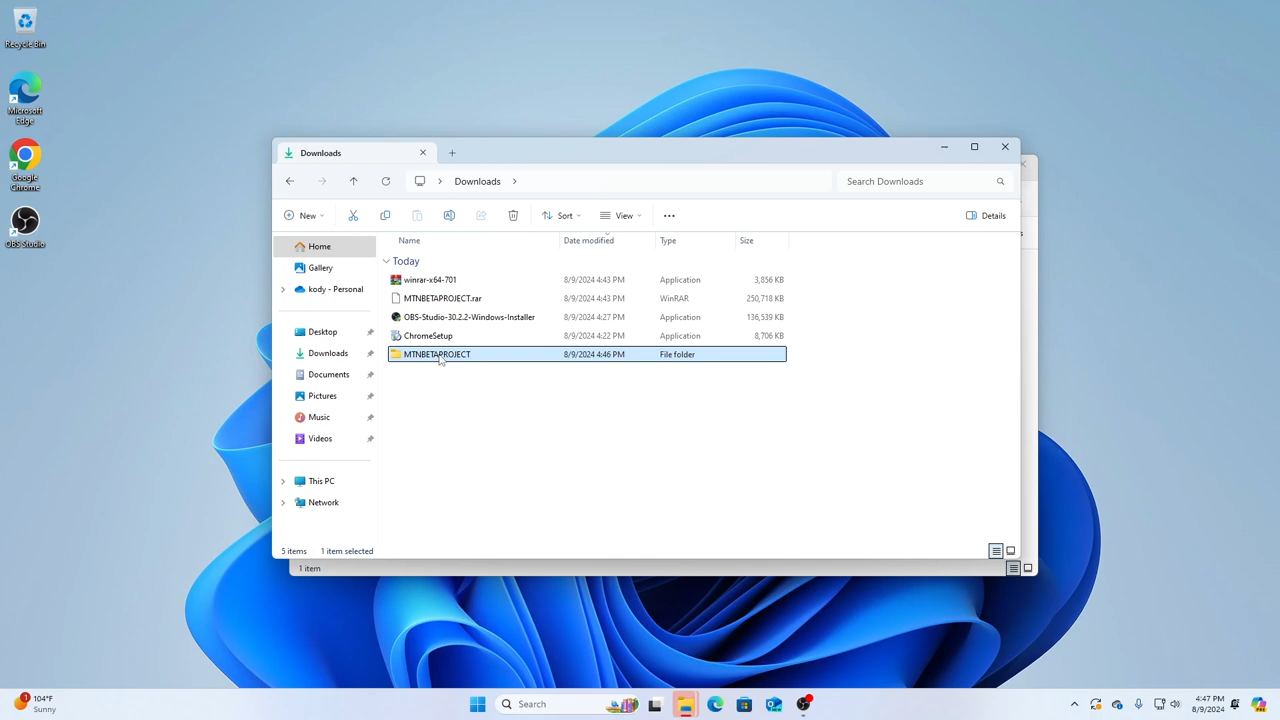 Recycle Bin
Microsoft
Edge
Google
Chrome
OBS Studio
Downloads
Downloads
Search Downloads
New
Sort
View
Details
Name
Date modified
Type
Size
Home
Gallery
kody - Personal
Desktop
Downloads
Documents
Pictures
Music
Videos
This PC
Network
Today
winrar-x64-701 8/9/2024 4:43 PM Application 3,856 KB
MTNBETAPROJECT.rar 8/9/2024 4:43 PM WinRAR 250,718 KB
OBS-Studio-30.2.2-Windows-Installer 8/9/2024 4:27 PM Application 136,539 KB
ChromeSetup 8/9/2024 4:22 PM Application 8,706 KB
MTNBETAPROJECT 8/9/2024 4:46 PM File folder
5 items 1 item selected
1 item
1
104°F
Sunny
Search
4:47 PM
8/9/2024